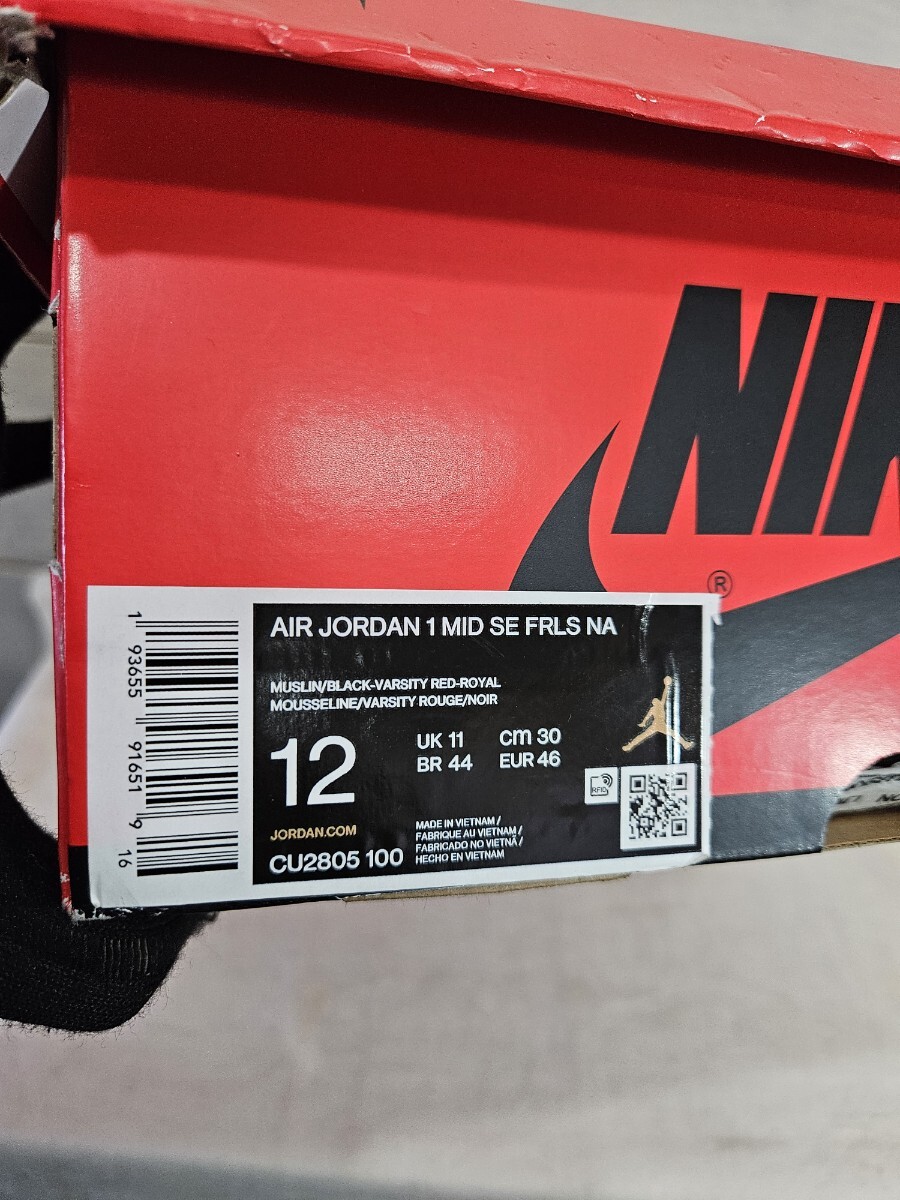 NIK
®
AIR JORDAN 1 MID SE FRLS NA
MUSLIN/BLACK-VARSITY RED-ROYAL
MOUSSELINE/VARSITY ROUGE/NOIR
12
UK 11 cm 30
BR 44 EUR 46
RFID
JORDAN.COM
CU2805 100
MADE IN VIETNAM /
FABRIQUE AU VIETNAM /
FABRICADO NO VIETNÃ /
HECHO EN VIETNAM
1 93655 91651 9 16